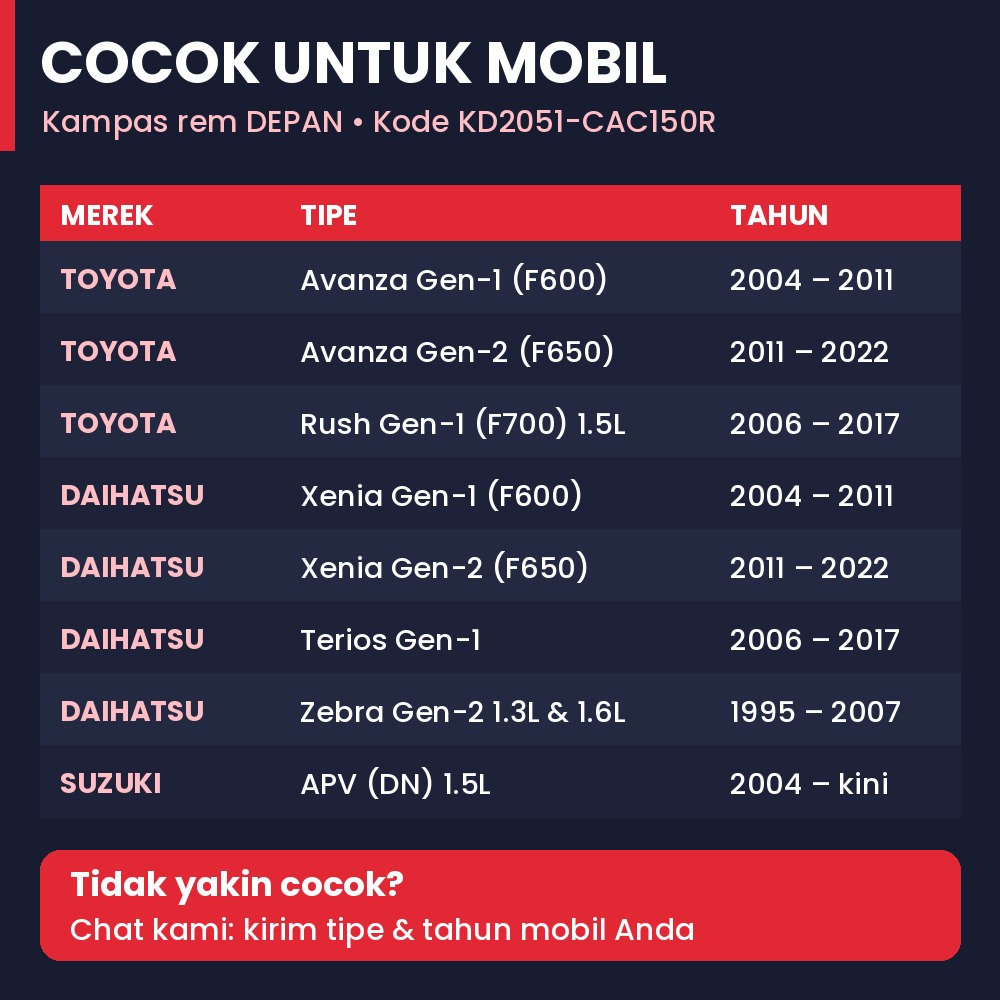 COCOK UNTUK MOBIL
Kampas rem DEPAN • Kode KD2051-CAC150R
MEREK TIPE TAHUN
TOYOTA Avanza Gen-1 (F600) 2004 – 2011
TOYOTA Avanza Gen-2 (F650) 2011 – 2022
TOYOTA Rush Gen-1 (F700) 1.5L 2006 – 2017
DAIHATSU Xenia Gen-1 (F600) 2004 – 2011
DAIHATSU Xenia Gen-2 (F650) 2011 – 2022
DAIHATSU Terios Gen-1 2006 – 2017
DAIHATSU Zebra Gen-2 1.3L & 1.6L 1995 – 2007
SUZUKI APV (DN) 1.5L 2004 – kini
Tidak yakin cocok?
Chat kami: kirim tipe & tahun mobil Anda